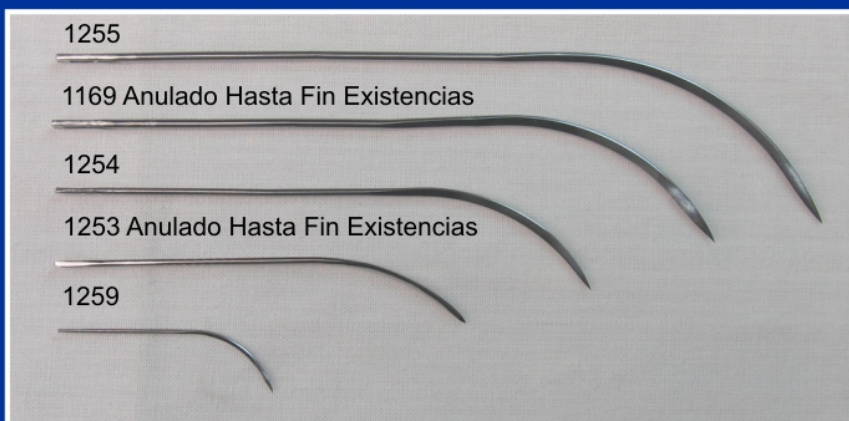 1255
1169 Anulado Hasta Fin Existencias
1254
1253 Anulado Hasta Fin Existencias
1259